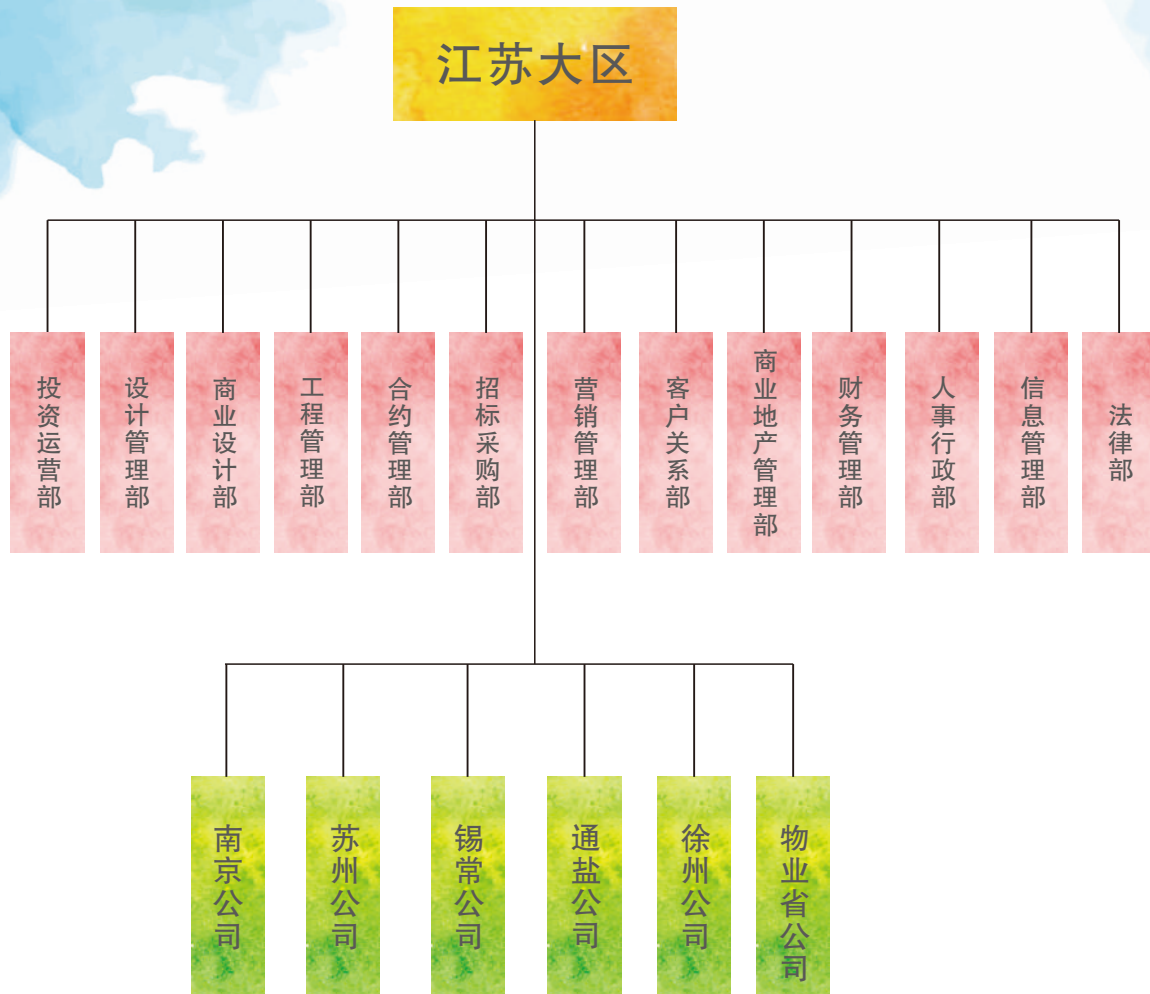 江苏大区
投资运营部
设计管理部
商业设计部
工程管理部
合约管理部
招标采购部
营销管理部
客户关系部
商业地产管理部
财务管理部
人事行政部
信息管理部
法律部
南京公司
苏州公司
锡常公司
通盐公司
徐州公司
物业省公司